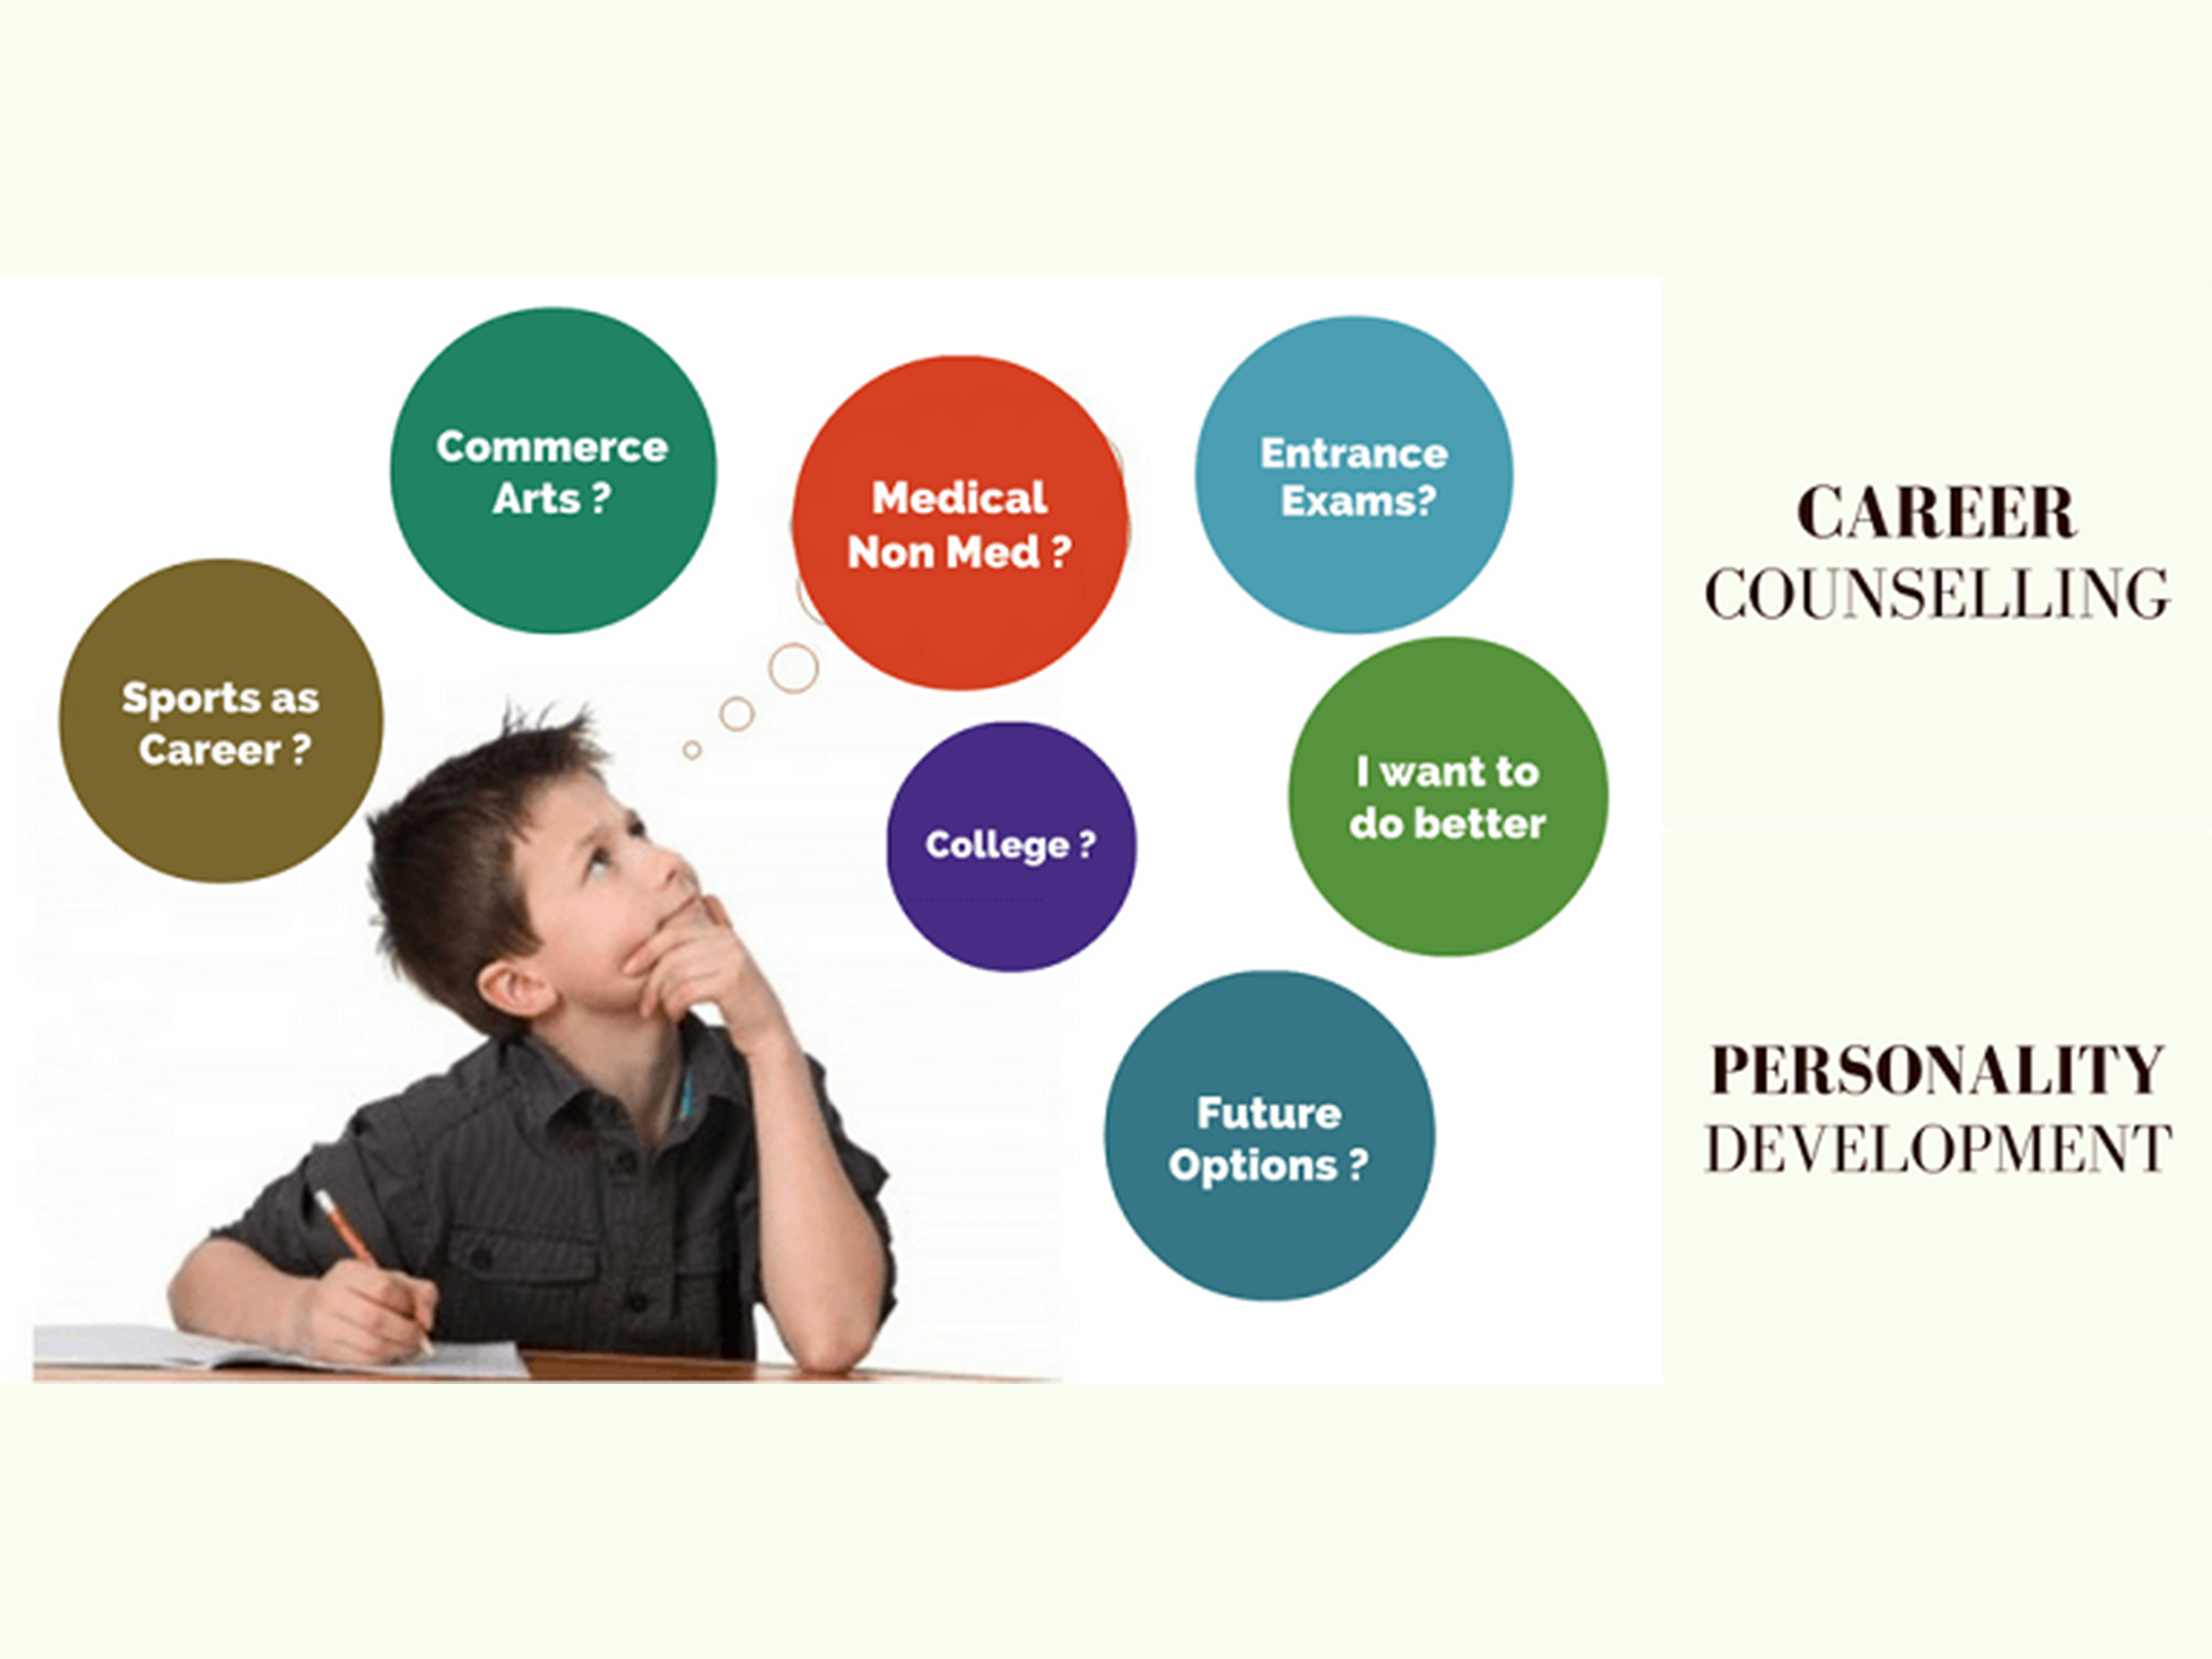 Commerce
Arts ?
Medical
Non Med ?
Entrance
Exams?
Sports as
Career ?
College ?
I want to
do better
Future
Options ?
CAREER
COUNSELLING
PERSONALITY
DEVELOPMENT